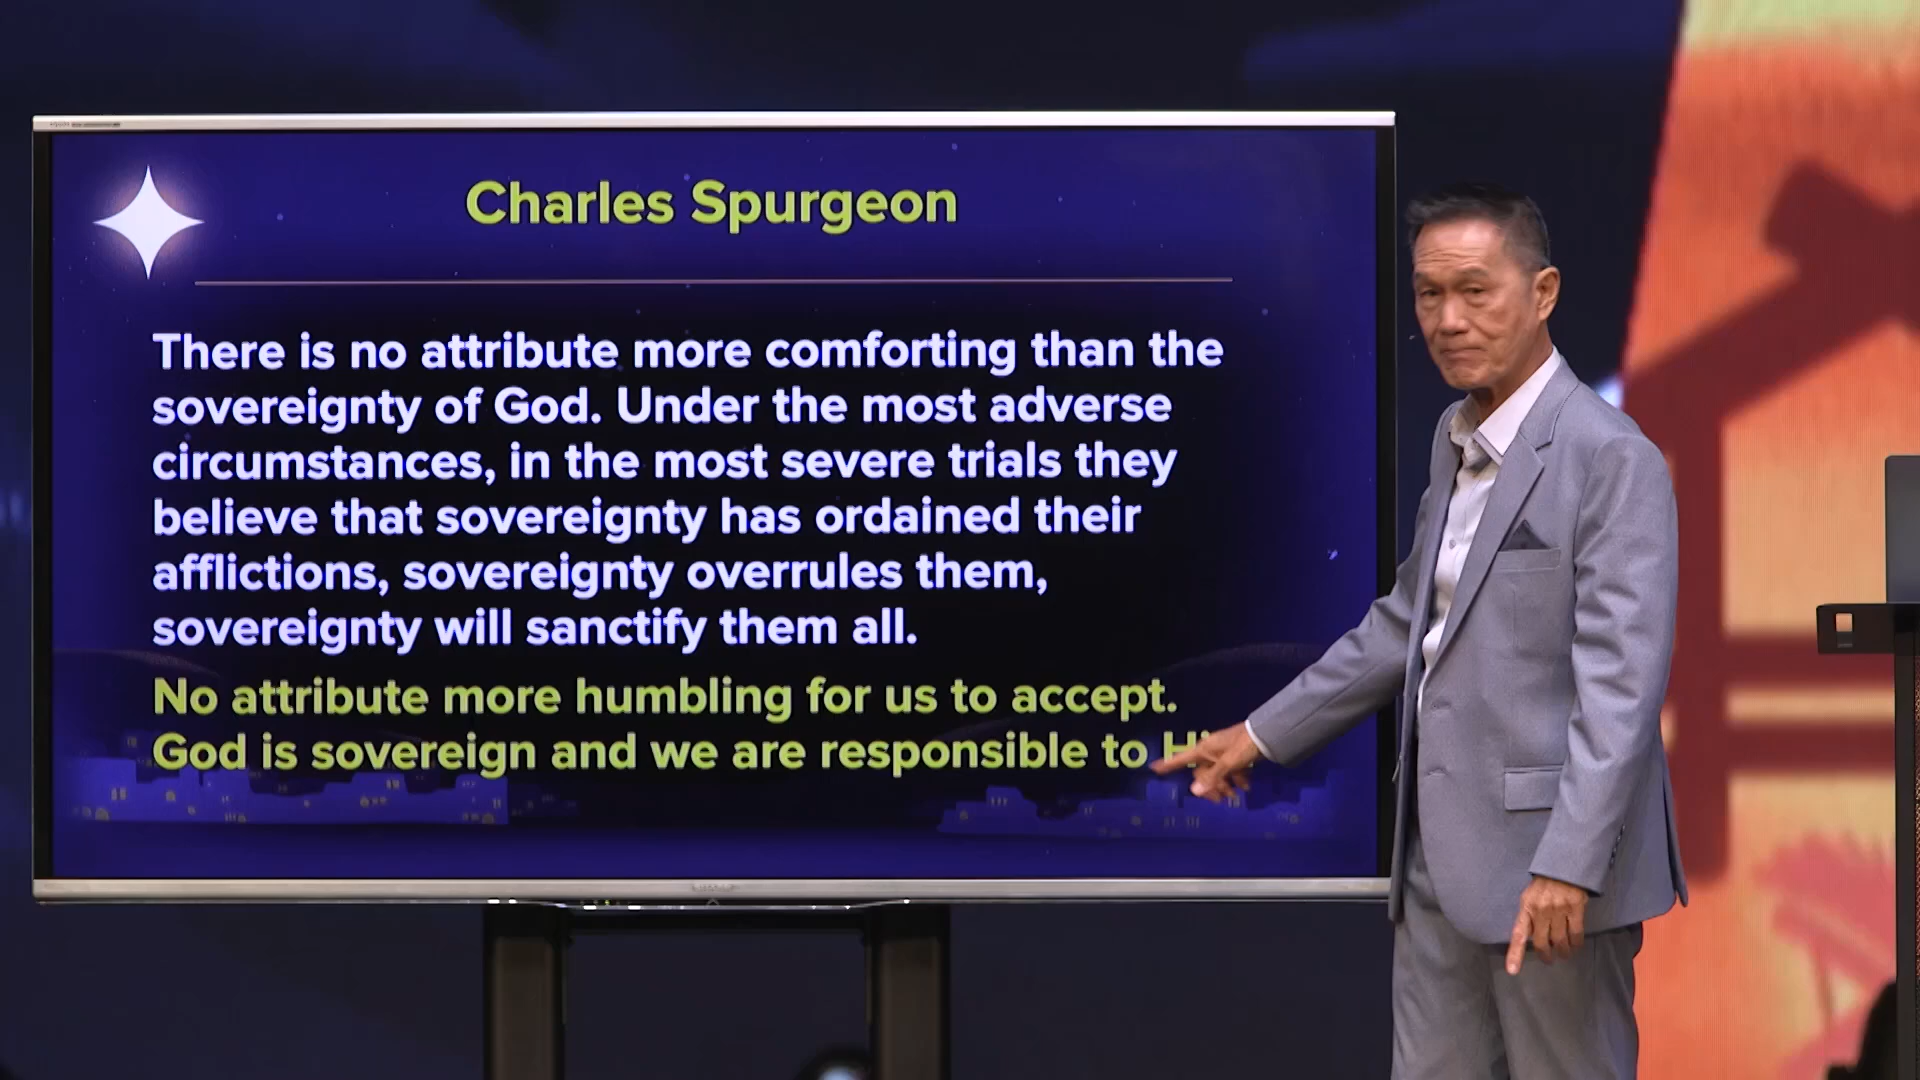 Charles Spurgeon
There is no attribute more comforting than the
sovereignty of God. Under the most adverse
circumstances, in the most severe trials they
believe that sovereignty has ordained their
afflictions, sovereignty overrules them,
sovereignty will sanctify them all.
No attribute more humbling for us to accept.
God is sovereign and we are responsible to